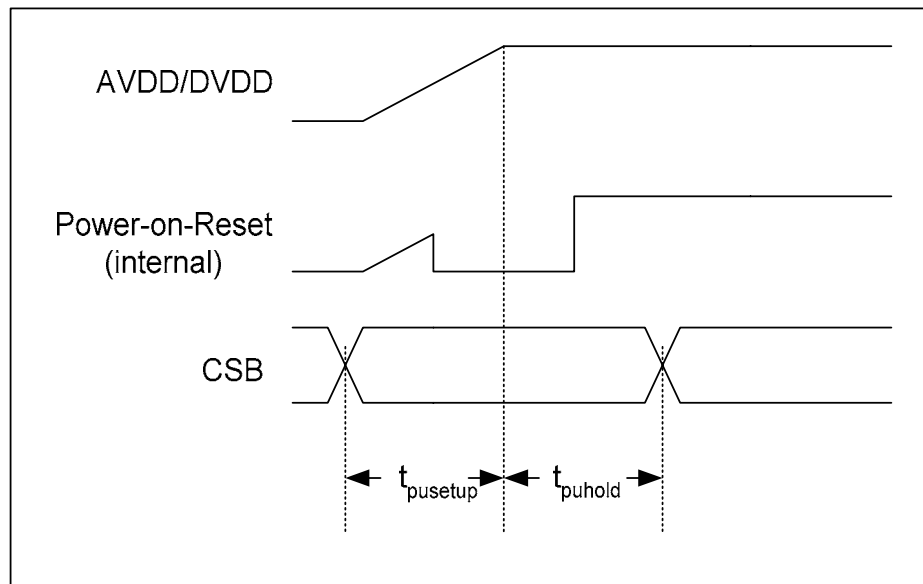 AVDD/DVDD
Power-on-Reset
(internal)
CSB
tpusetup
tpuhold